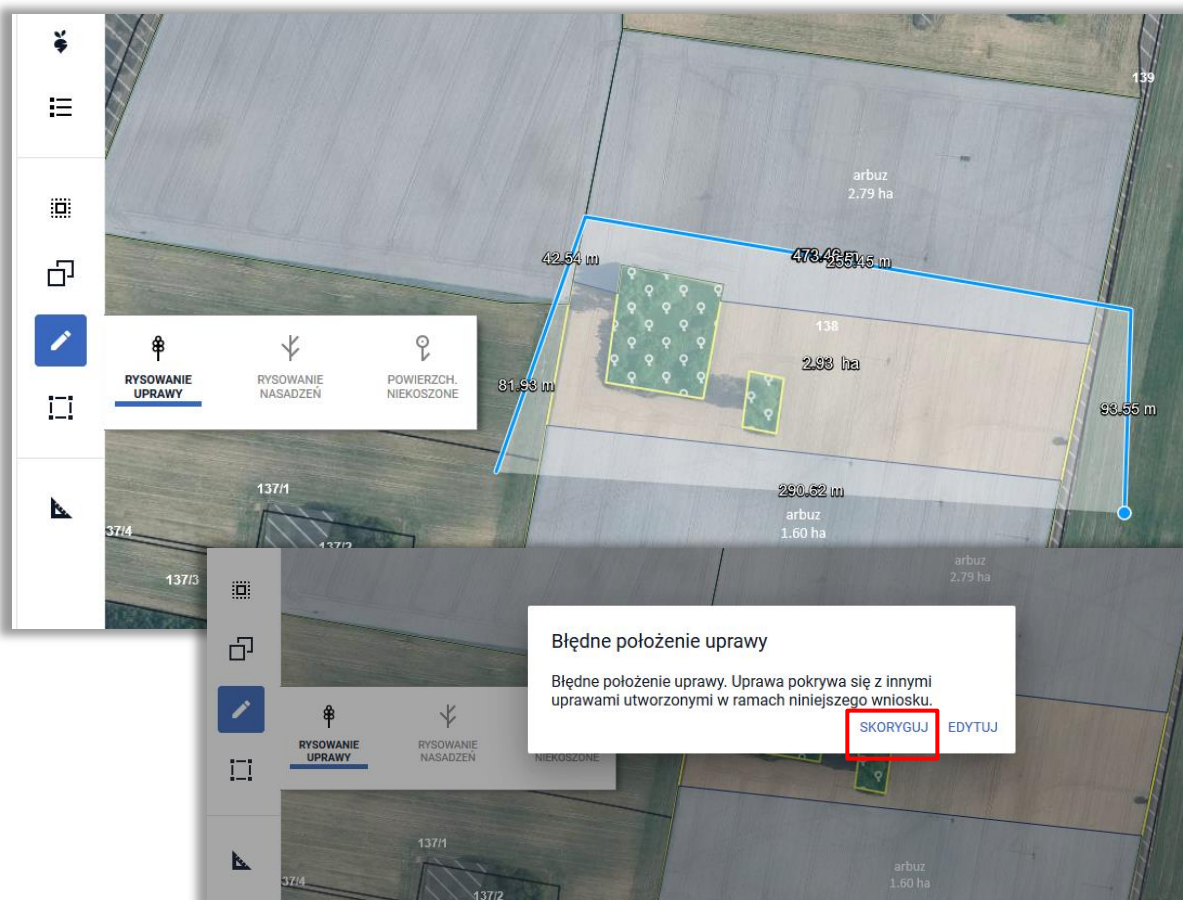 139
arbuz
2.79 ha
42.54 m
138
2.93 ha
RYSOWANIE
UPRAWY
RYSOWANIE
NASADZEŃ
POWIERZCH.
NIEKOSZONE
81.93 m
93.55 m
290.62 m
137/1
arbuz
1.60 ha
37/4
137/2
137/3
arbuz
2.79 ha
Błędne położenie uprawy
Błędne położenie uprawy. Uprawa pokrywa się z innymi
uprawami utworzonymi w ramach niniejszego wniosku.
SKORYGUJ EDYTUJ
RYSOWANIE
UPRAWY
RYSOWANIE
NASADZEŃ
NIEKOSZONE
137/1
arbuz
1.60 ha
37/4
137/2